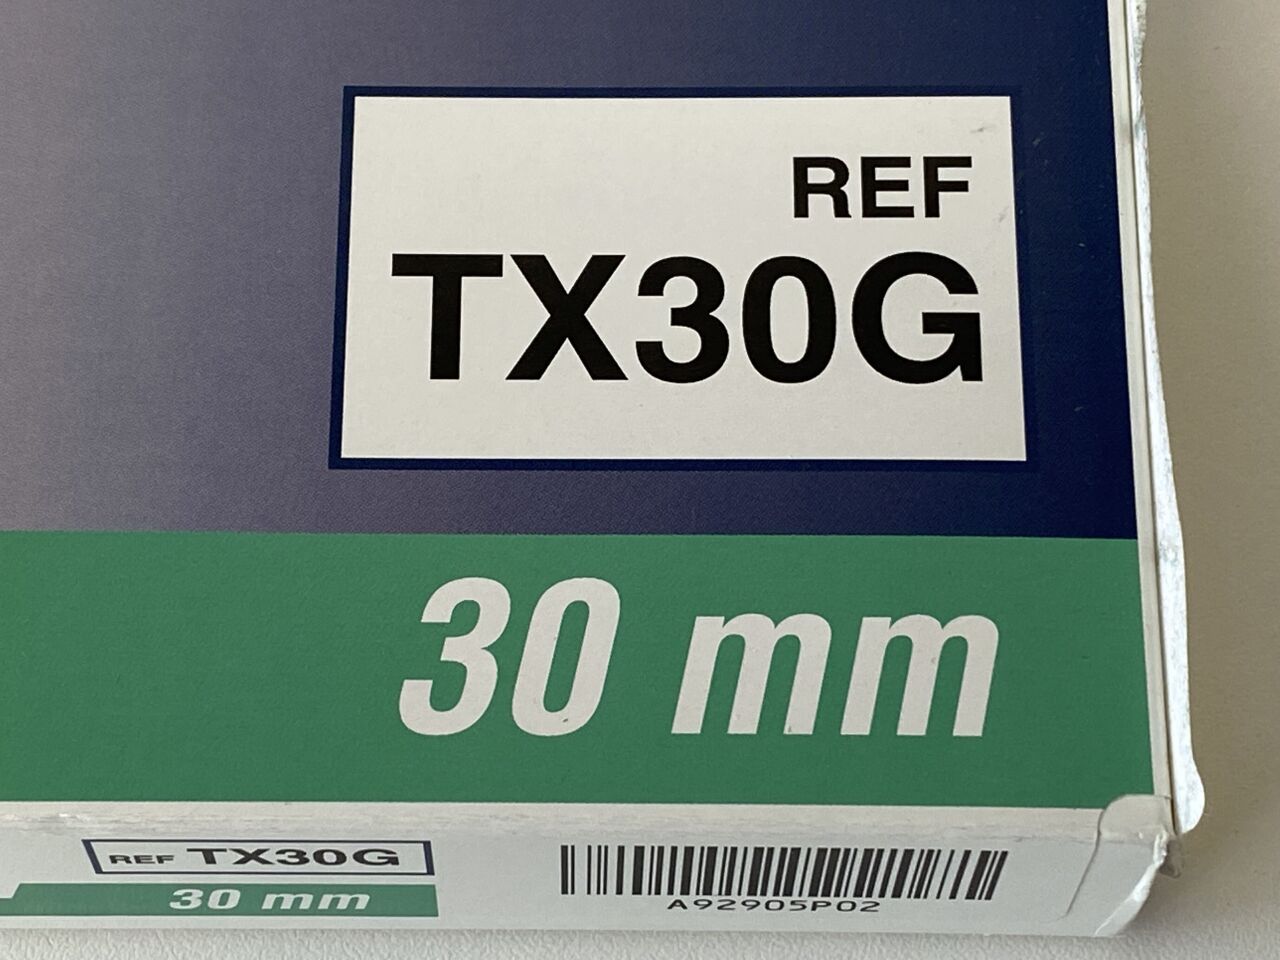 REF
TX30G
30 mm
REF TX30G
30 mm
A92905P02